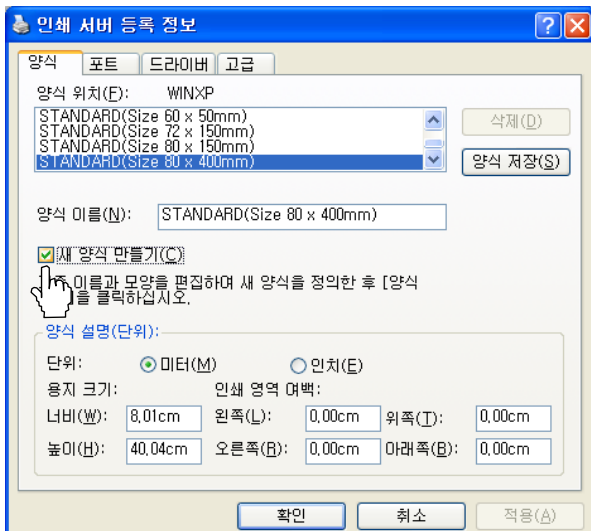 인쇄 서버 등록 정보
양식 포트 드라이버 고급
양식 위치(F): WINXP
STANDARD(Size 60 x 50mm)
STANDARD(Size 72 x 150mm)
STANDARD(Size 80 x 150mm)
STANDARD(Size 80 x 400mm)
삭제(D)
양식 저장(S)
양식 이름(N): STANDARD(Size 80 x 400mm)
새 양식 만들기(C)
이름과 모양을 편집하여 새 양식을 정의한 후 [양식
을 클릭하십시오.
양식 설명(단위):
단위: 미터(M) 인치(E)
용지 크기: 인쇄 영역 여백:
너비(W): 8.01cm 왼쪽(L): 0.00cm 위쪽(T): 0.00cm
높이(H): 40.04cm 오른쪽(R): 0.00cm 아래쪽(B): 0.00cm
확인 취소 적용(A)